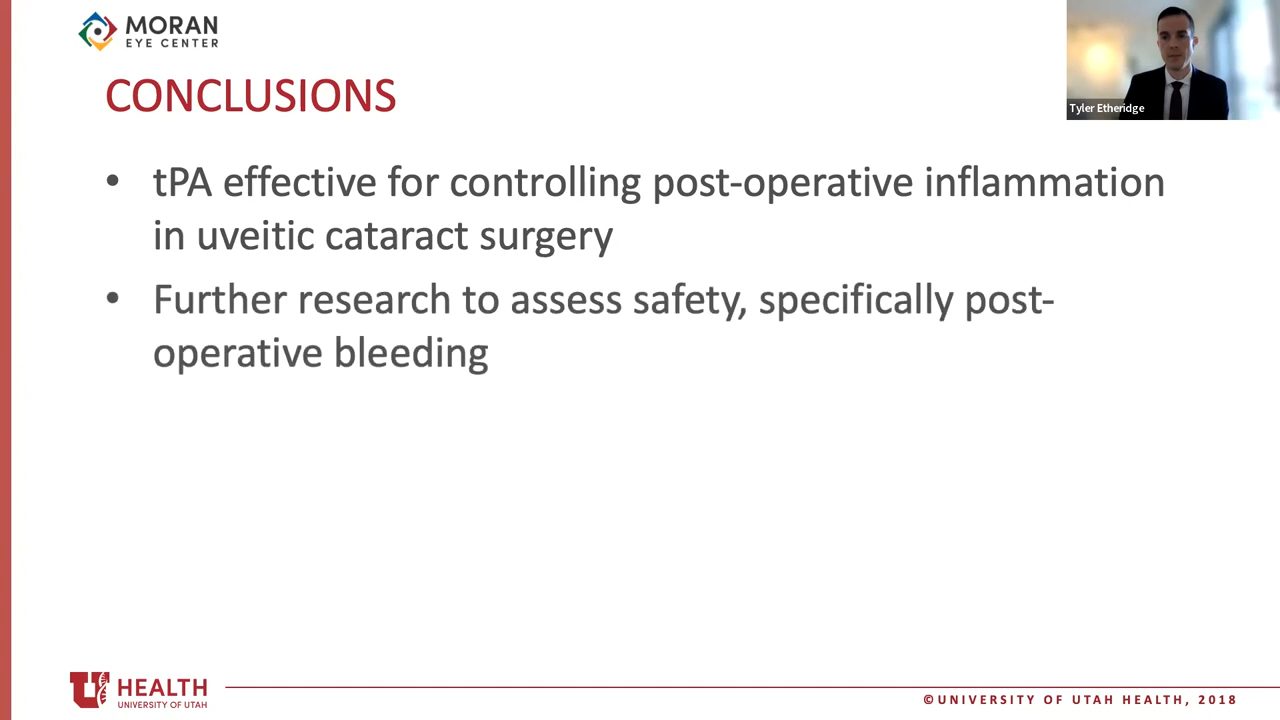 MORAN
EYE CENTER
CONCLUSIONS
Tyler Etheridge
• tPA effective for controlling post-operative inflammation
in uveitic cataract surgery
• Further research to assess safety, specifically post-
operative bleeding
U HEALTH
UNIVERSITY OF UTAH
©UNIVERSITY OF UTAH HEALTH, 2018